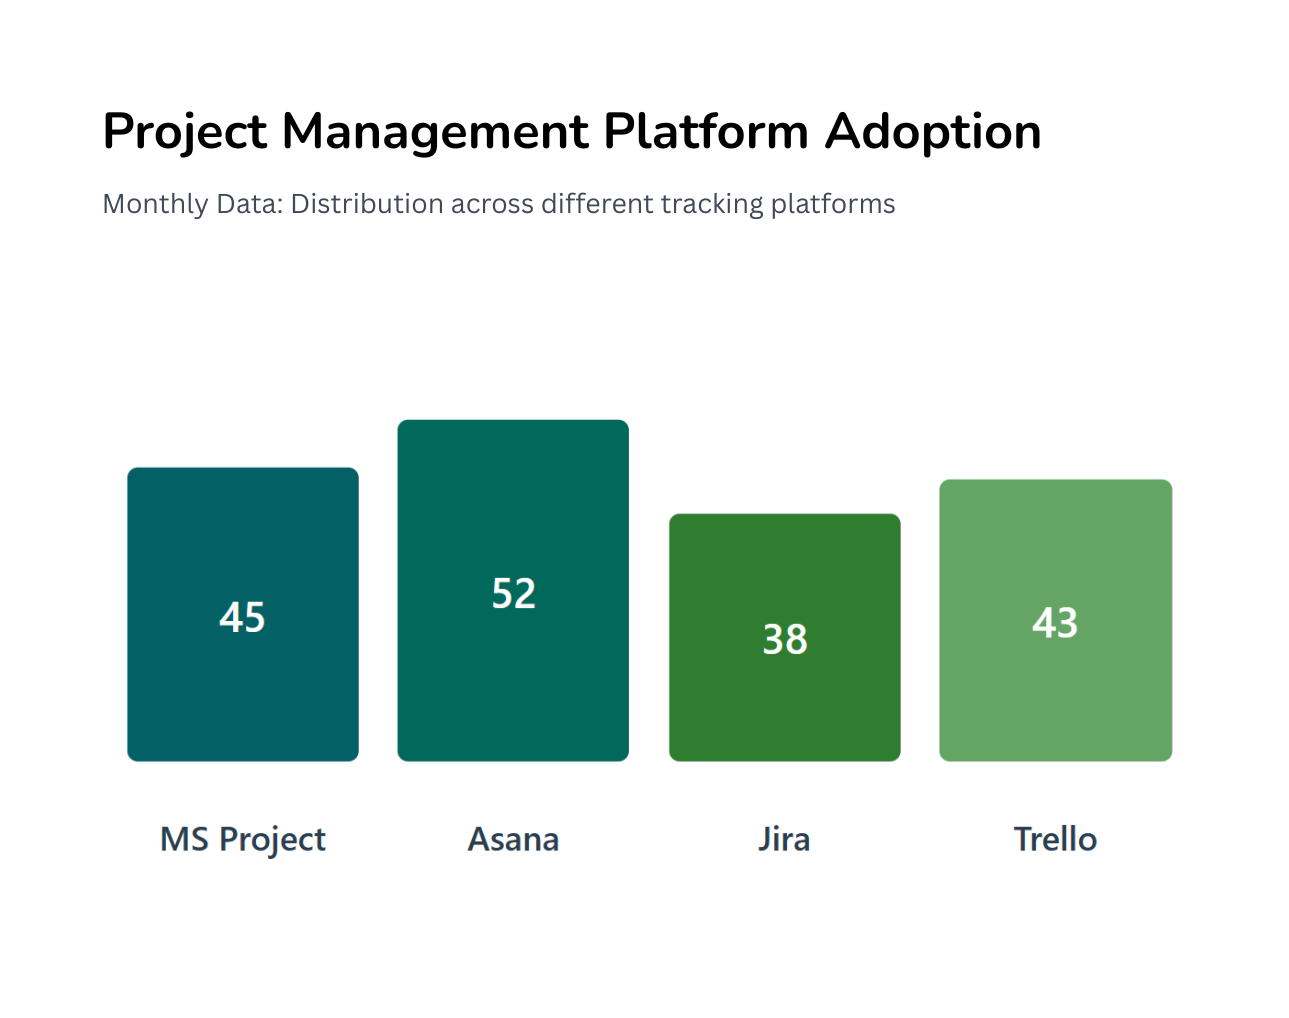 Project Management Platform Adoption
Monthly Data: Distribution across different tracking platforms
45
52
38
43
MS Project
Asana
Jira
Trello